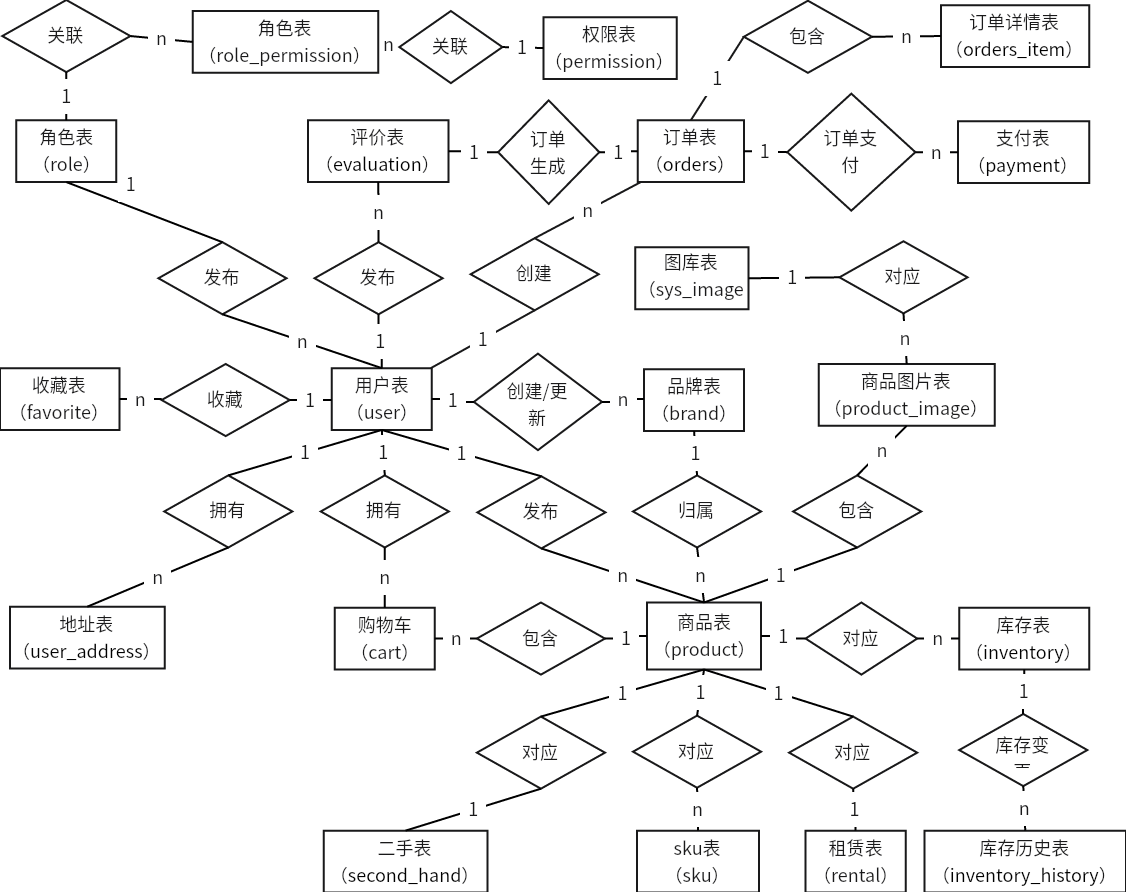 关联
n
角色表
（role_permission）
n
关联
1
权限表
（permission）
包含
n
订单详情表
（orders_item）
1
1
角色表
（role）
1
评价表
（evaluation）
1
订单
生成
1
订单表
（orders）
1
订单支
付
n
支付表
（payment）
n
n
发布
发布
创建
图库表
（sys_image
1
对应
n
1
1
n
收藏表
（favorite）
n
收藏
1
用户表
（user）
1
创建/更
新
n
品牌表
（brand）
商品图片表
（product_image）
1
1
1
1
n
拥有
拥有
发布
归属
包含
n
n
n
n
1
地址表
（user_address）
购物车
（cart）
n
包含
1
商品表
（product）
1
对应
n
库存表
（inventory）
1
1
1
1
对应
对应
对应
库存变
1
n
1
n
二手表
（second_hand）
sku表
（sku）
租赁表
（rental）
库存历史表
（inventory_history）